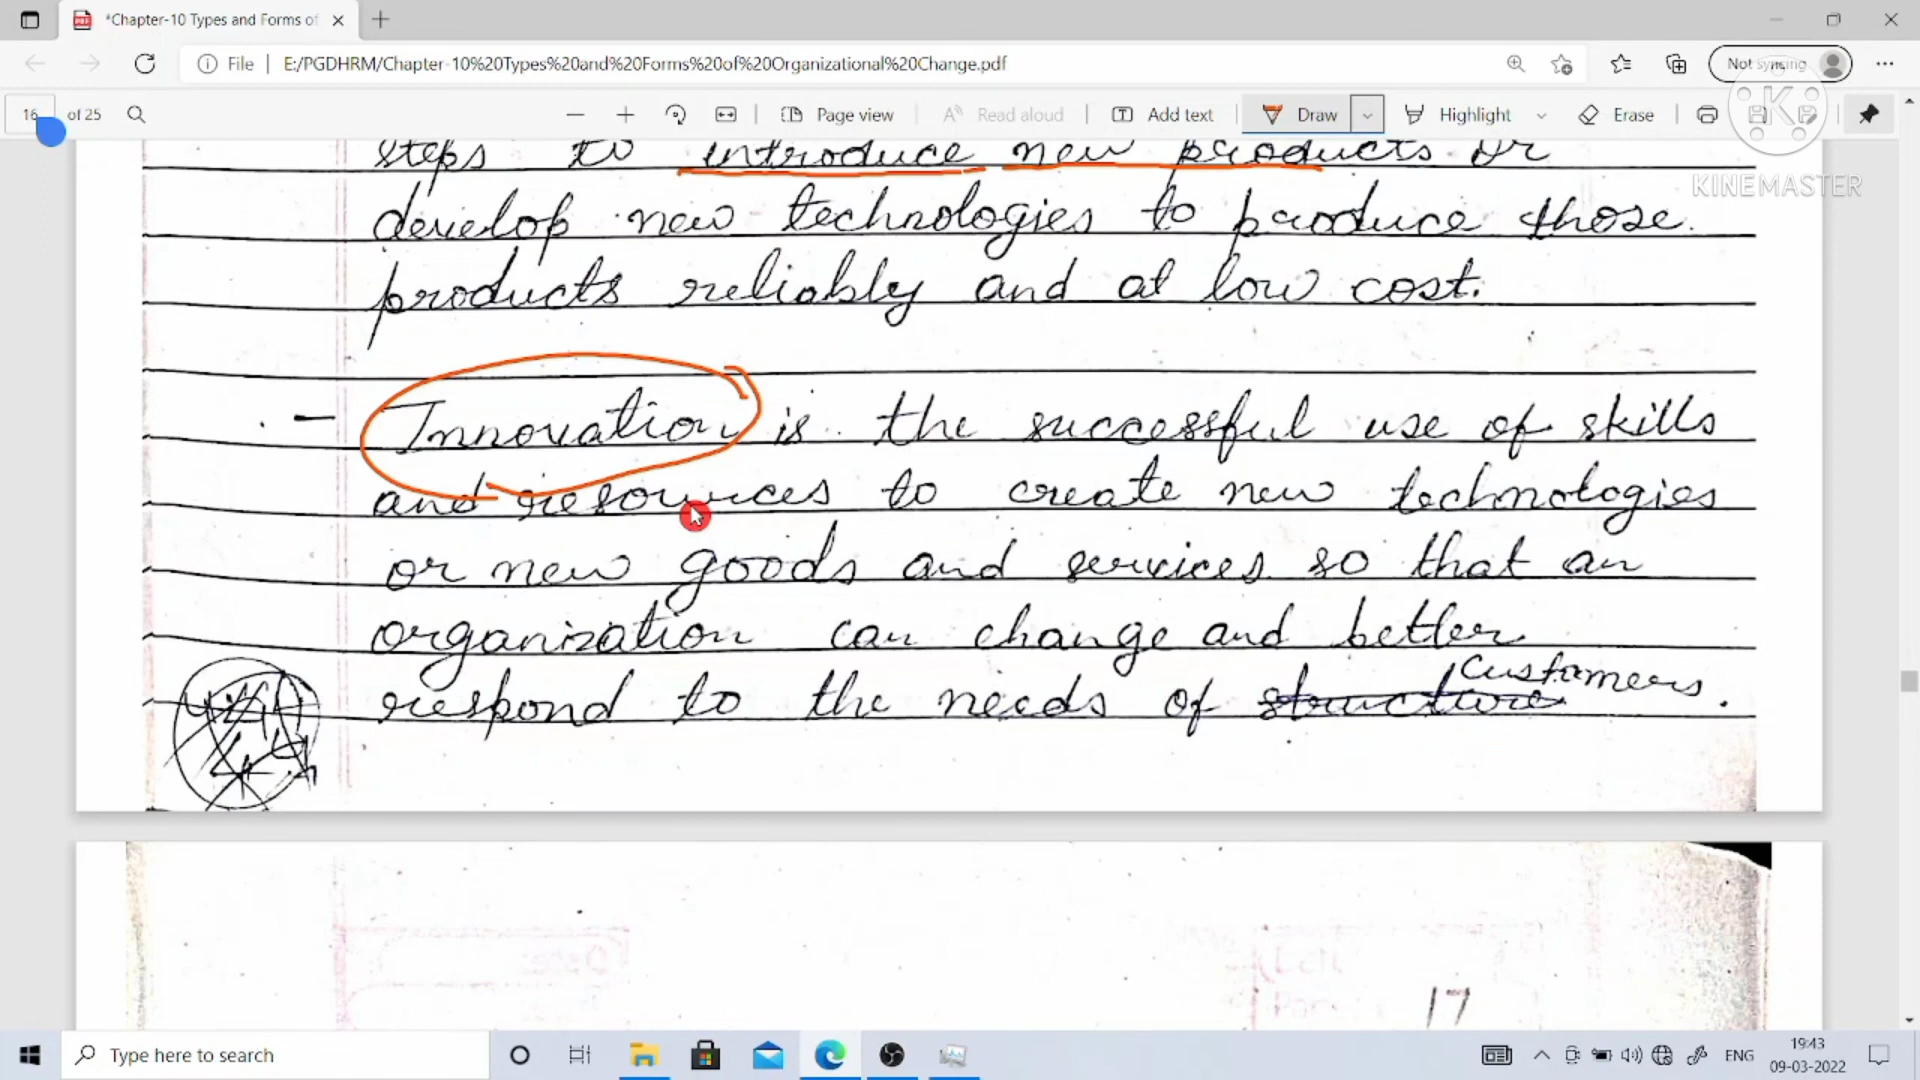 *Chapter-10 Types and Forms of
File | E:/PGDHRM/Chapter-10%20Types%20and%20Forms%20of%20Organizational%20Change.pdf
Not syncing
16 of 25
Page view
Read aloud
Add text
Draw
Highlight
Erase
K
KINEMASTER
steps to introduce new products or
develop new technologies to produce those
products reliably and at low cost.
- Innovation is the successful use of skills
and resources to create new technologies
or new goods and services so that an
organization can change and better
respond to the needs of structure customers.
17
Type here to search
ENG
19:43
09-03-2022